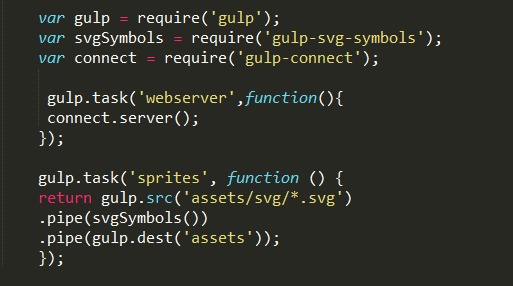 var gulp = require('gulp');
var svgSymbols = require('gulp-svg-symbols');
var connect = require('gulp-connect');
gulp.task('webserver',function(){
connect.server();
});
gulp.task('sprites', function () {
return gulp.src('assets/svg/*.svg')
.pipe(svgSymbols())
.pipe(gulp.dest('assets'));
});